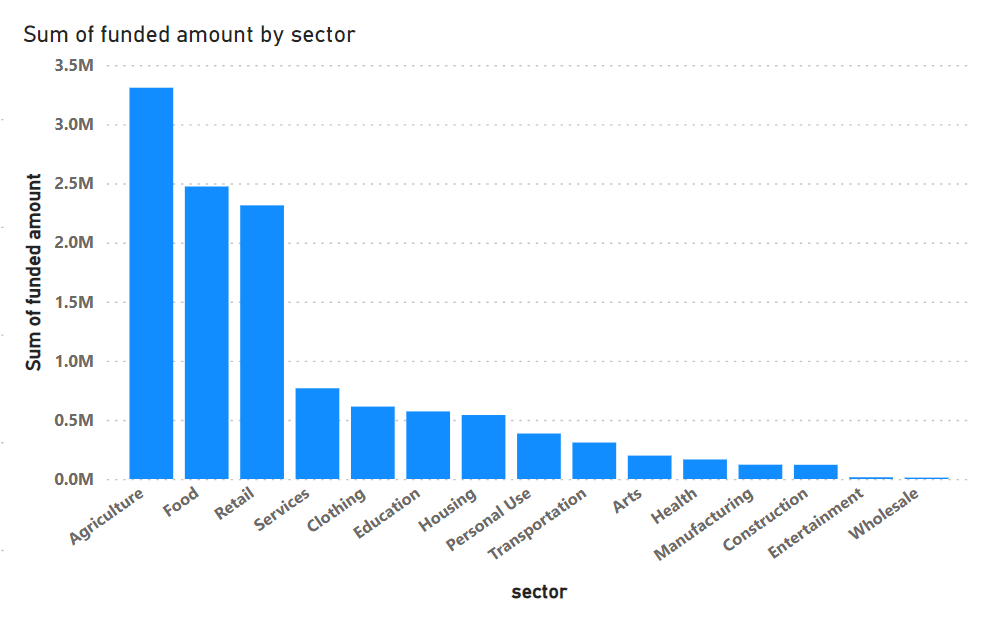 Sum of funded amount by sector
3.5M
3.0M
2.5M
2.0M
1.5M
1.0M
0.5M
0.0M
Sum of funded amount
Agriculture
Food
Retail
Services
Clothing
Education
Housing
Personal Use
Transportation
Arts
Health
Manufacturing
Construction
Entertainment
Wholesale
sector